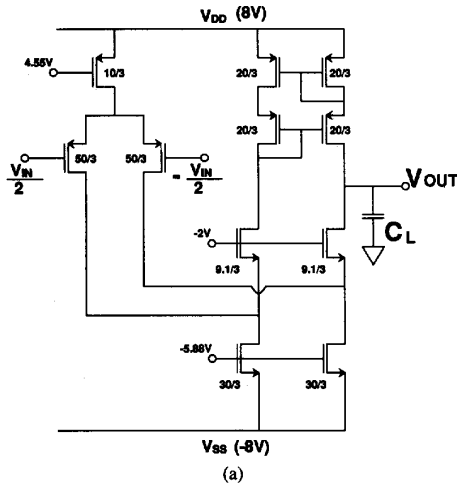 VDD (8V)
4.55V
10/3
20/3
20/3
20/3
20/3
VIN
2
50/3
50/3
- VIN
2
VOUT
CL
-2V
9.1/3
9.1/3
-5.88V
30/3
30/3
VSS (-8V)
(a)